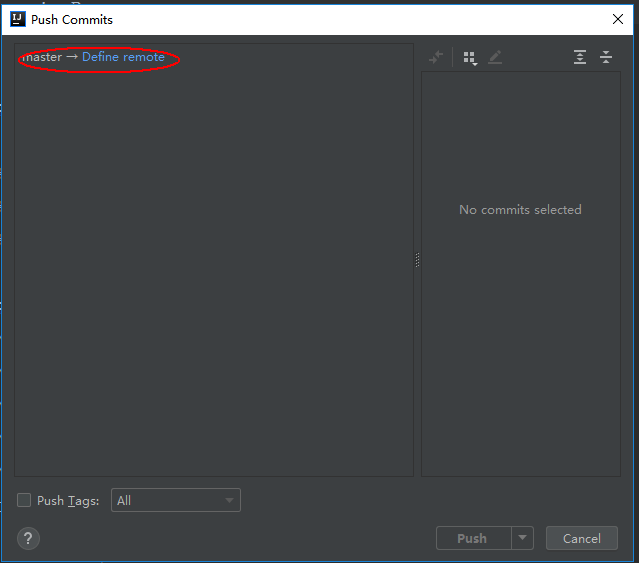 Push Commits
master → Define remote
No commits selected
Push Tags:
All
?
Push
Cancel